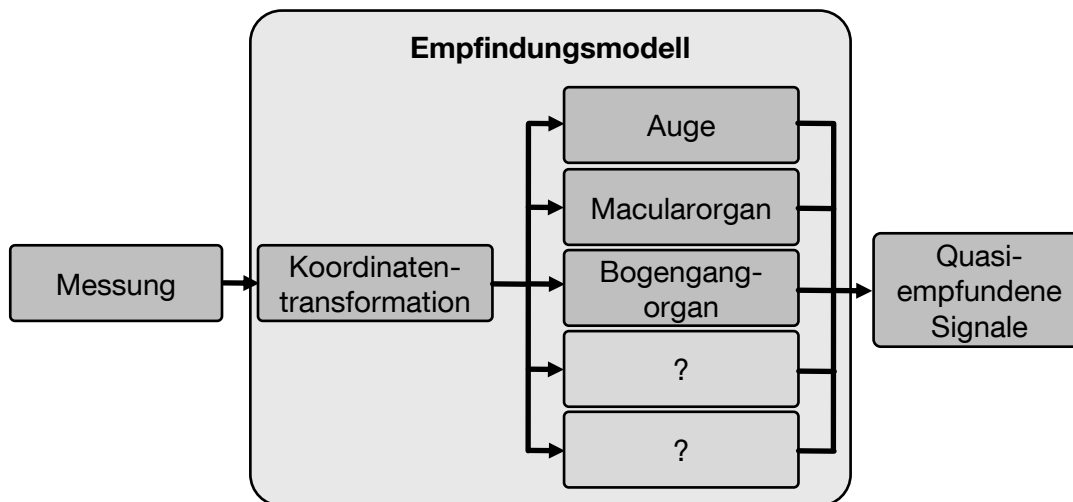 Empfindungsmodell
Auge
Macularorgan
Messung
Koordinaten-
transformation
Bogengang-
organ
Quasi-
empfundene
Signale
?
?